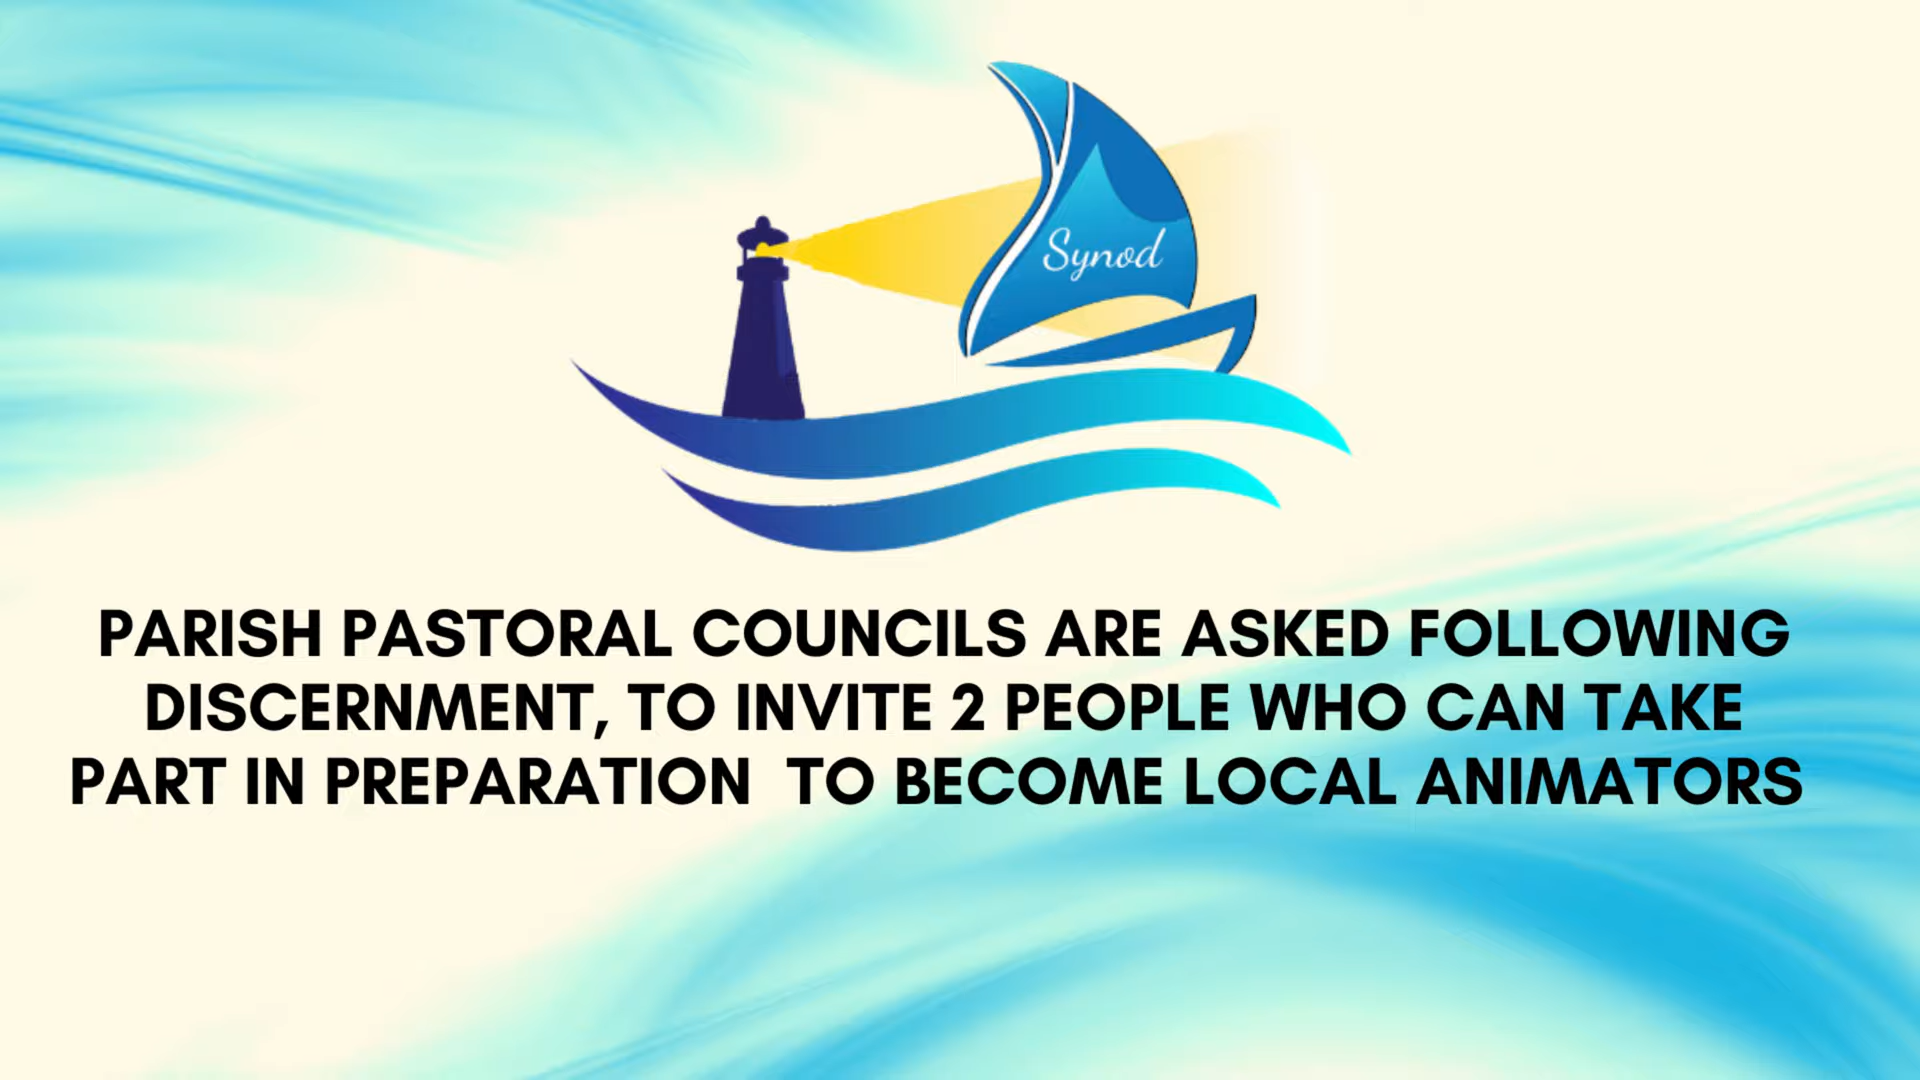 Synod
PARISH PASTORAL COUNCILS ARE ASKED FOLLOWING
DISCERNMENT, TO INVITE 2 PEOPLE WHO CAN TAKE
PART IN PREPARATION  TO BECOME LOCAL ANIMATORS